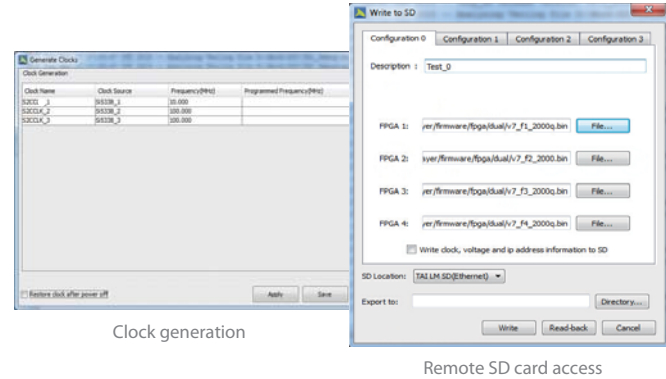 Generate Clocks
Clock Generation
Clock Name Clock Source Frequency(MHz) Programmed Frequency(MHz)
Si5338_1 10.000
S2CCLK_2 Si5338_2 100.000
S2CCLK_3 Si5338_3 100.000
Restore clock after power off
Apply Save
Clock generation
Write to SD
Configuration 0 Configuration 1 Configuration 2 Configuration 3
Description : Test_0
FPGA 1: yer/firmware/fpga/dual/v7_f1_2000q.bin File...
FPGA 2: ayer/firmware/fpga/dual/v7_f2_2000.bin File...
FPGA 3: yer/firmware/fpga/dual/v7_f3_2000q.bin File...
FPGA 4: yer/firmware/fpga/dual/v7_f4_2000q.bin File...
Write clock, voltage and ip address information to SD
SD Location: TAI LM SD(Ethernet)
Export to: Directory...
Write Read-back Cancel
Remote SD card access